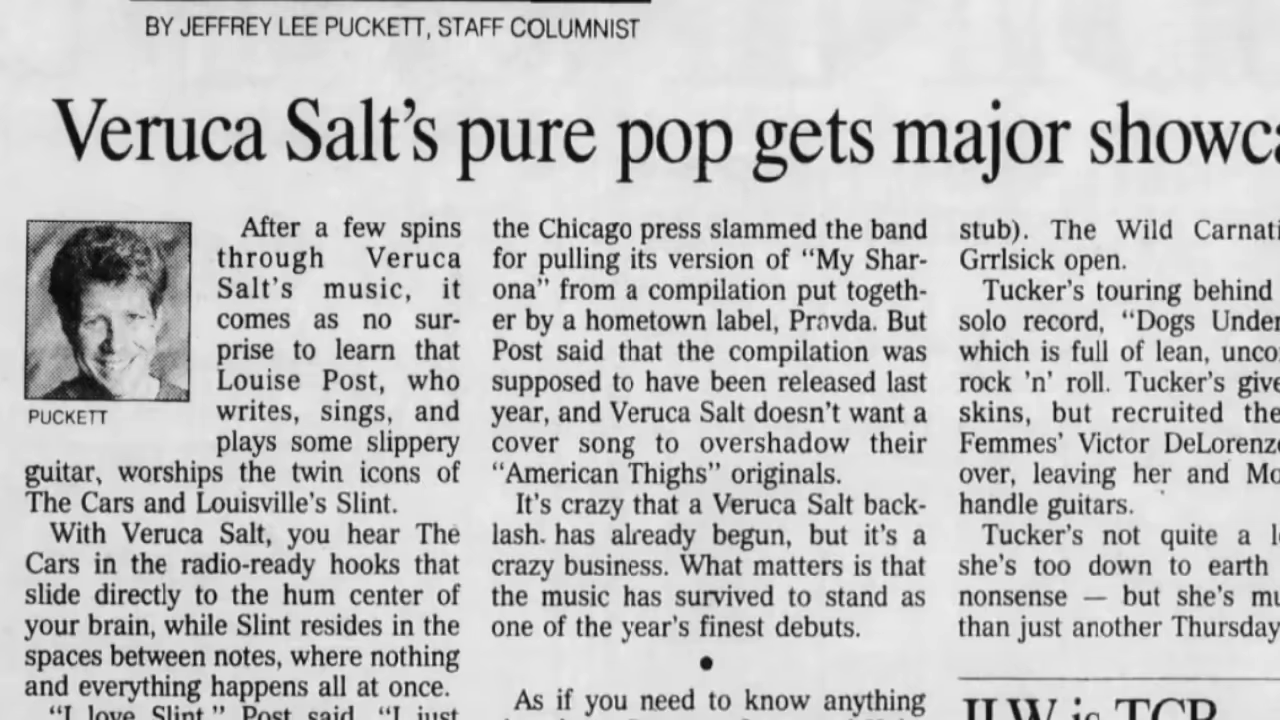 BY JEFFREY LEE PUCKETT, STAFF COLUMNIST
Veruca Salt's pure pop gets major
PUCKETT
After a few spins
through Veruca
Salt's music, it
comes as no sur-
prise to learn that
Louise Post, who
writes, sings, and
plays some slippery
guitar, worships the twin icons of
The Cars and Louisville's Slint.
With Veruca Salt, you hear The
Cars in the radio-ready hooks that
slide directly to the hum center of
your brain, while Slint resides in the
spaces between notes, where nothing
and everything happens all at once.
"I love Slint," Post said. "I just
the Chicago press slammed the band
for pulling its version of "My Shar-
ona" from a compilation put togeth-
er by a hometown label, Pravda. But
Post said that the compilation was
supposed to have been released last
year, and Veruca Salt doesn't want a
cover song to overshadow their
"American Thighs" originals.
It's crazy that a Veruca Salt back-
lash has already begun, but it's a
crazy business. What matters is that
the music has survived to stand as
one of the year's finest debuts.
●
As if you need to know anything
stub). The Wild
Grrlsick open.
Tucker's touring behind
solo record, "Dogs
which is full of lean,
rock 'n' roll. Tucker's
skins, but recruited
Femmes' Victor
over, leaving her and
handle guitars.
Tucker's not quite a
she's too down to earth
nonsense — but she's
than just another Thursday
JLW is TCB